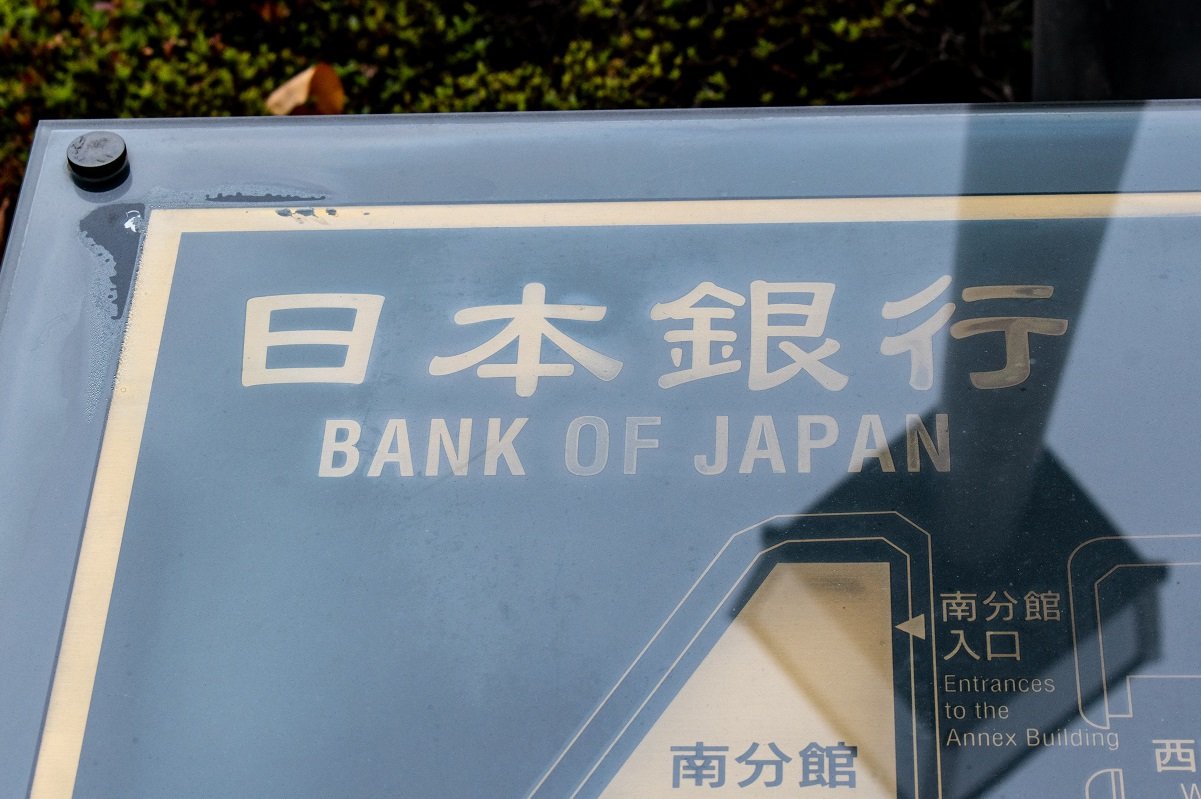 日本銀行
BANK OF JAPAN
南分館
入口
Entrances
to the
Annex Building
南分館
西